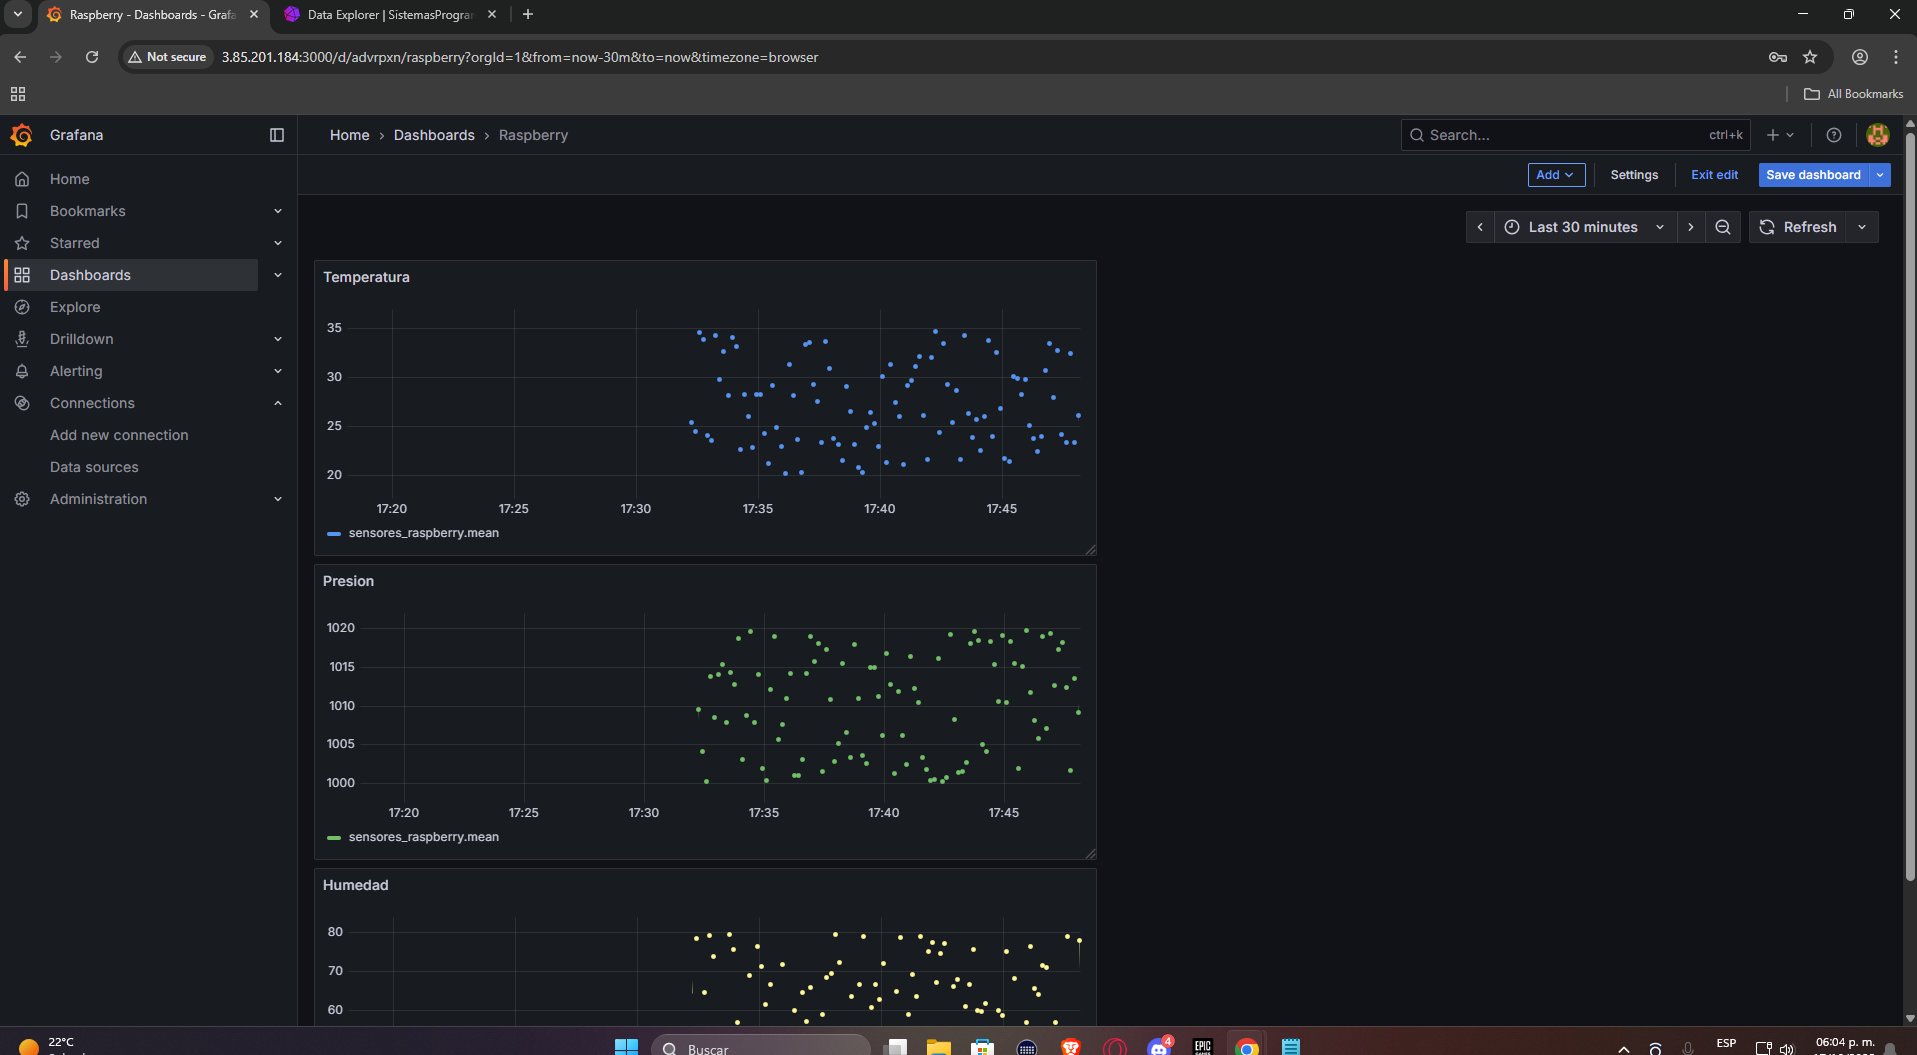 Raspberry - Dashboards - Grafa
Data Explorer | SistemasProgram
Not secure
3.85.201.184:3000/d/advrpxn/raspberry?orgId=1&from=now-30m&to=now&timezone=browser
All Bookmarks
Grafana
Home › Dashboards › Raspberry
Search...
ctrl+k
Home
Bookmarks
Starred
Dashboards
Explore
Drilldown
Alerting
Connections
Add new connection
Data sources
Administration
Add
Settings
Exit edit
Save dashboard
Last 30 minutes
Refresh
Temperatura
35
30
25
20
17:20 17:25 17:30 17:35 17:40 17:45
sensores_raspberry.mean
Presion
1020
1015
1010
1005
1000
17:20 17:25 17:30 17:35 17:40 17:45
sensores_raspberry.mean
Humedad
80
70
60
22°C
Buscar
4
EPIC
ESP
06:04 p. m.